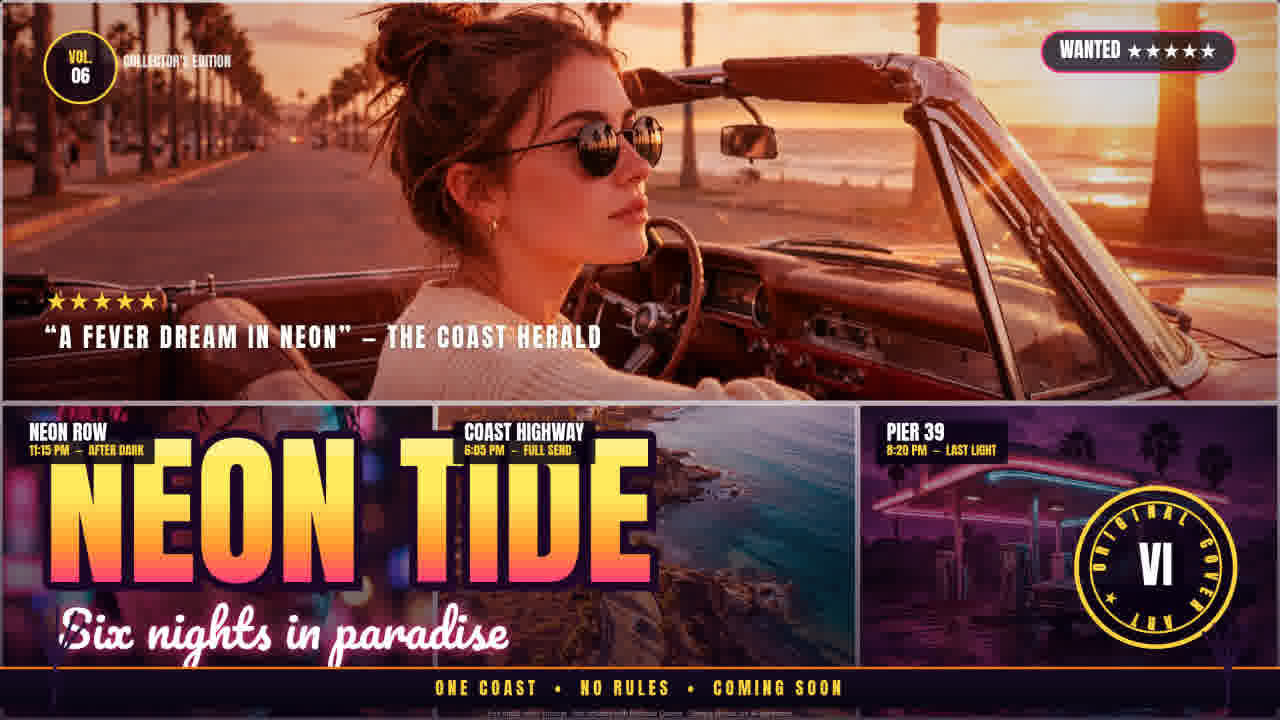 VOL.
06
COLLECTOR'S EDITION
WANTED ★★★★★
★★★★★
“A FEVER DREAM IN NEON” – THE COAST HERALD
NEON ROW
11:15 PM – AFTER DARK
COAST HIGHWAY
6:05 PM – FULL SEND
PIER 39
8:20 PM – LAST LIGHT
NEON TIDE
Six nights in paradise
ORIGINAL COVER ART ★
VI
ONE COAST • NO RULES • COMING SOON